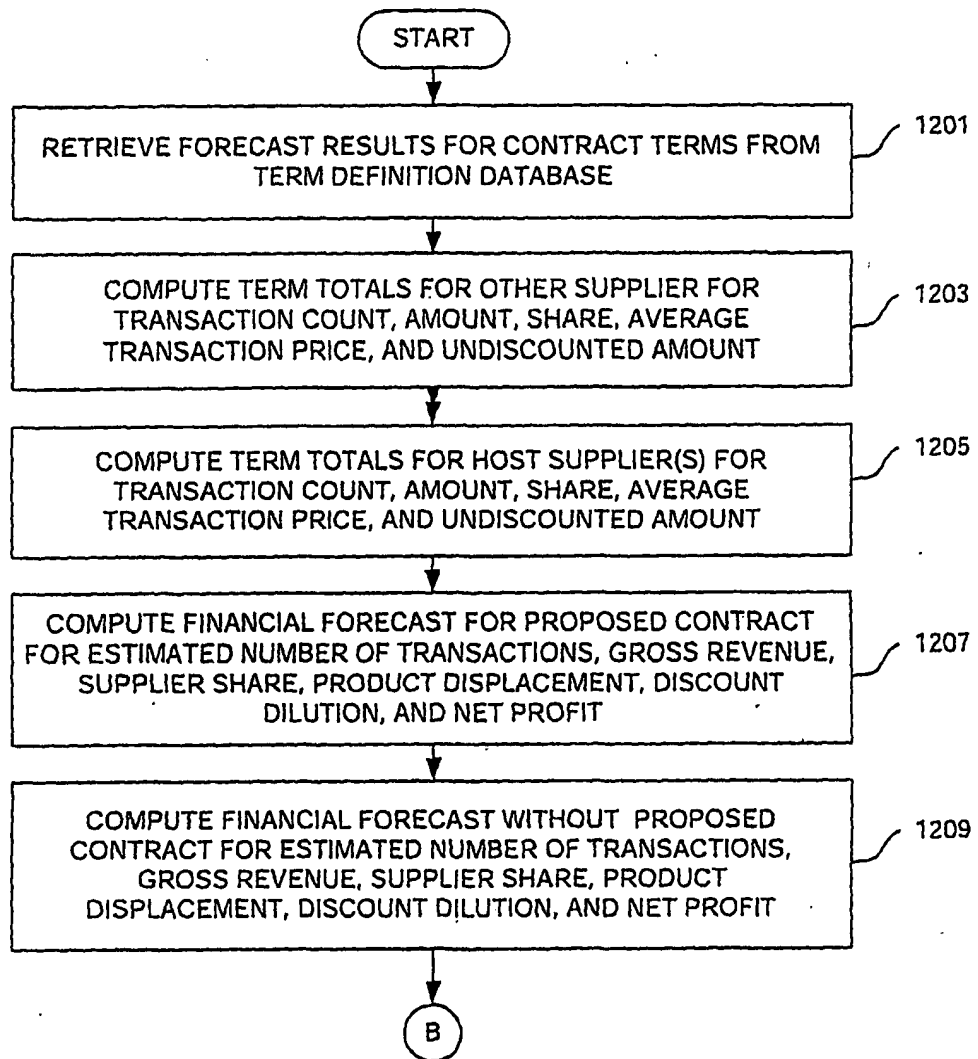 START
RETRIEVE FORECAST RESULTS FOR CONTRACT TERMS FROM
TERM DEFINITION DATABASE
1201
COMPUTE TERM TOTALS FOR OTHER SUPPLIER FOR
TRANSACTION COUNT, AMOUNT, SHARE, AVERAGE
TRANSACTION PRICE, AND UNDISCOUNTED AMOUNT
1203
COMPUTE TERM TOTALS FOR HOST SUPPLIER(S) FOR
TRANSACTION COUNT, AMOUNT, SHARE, AVERAGE
TRANSACTION PRICE, AND UNDISCOUNTED AMOUNT
1205
COMPUTE FINANCIAL FORECAST FOR PROPOSED CONTRACT
FOR ESTIMATED NUMBER OF TRANSACTIONS, GROSS REVENUE,
SUPPLIER SHARE, PRODUCT DISPLACEMENT, DISCOUNT
DILUTION, AND NET PROFIT
1207
COMPUTE FINANCIAL FORECAST WITHOUT PROPOSED
CONTRACT FOR ESTIMATED NUMBER OF TRANSACTIONS,
GROSS REVENUE, SUPPLIER SHARE, PRODUCT
DISPLACEMENT, DISCOUNT DILUTION, AND NET PROFIT
1209
B